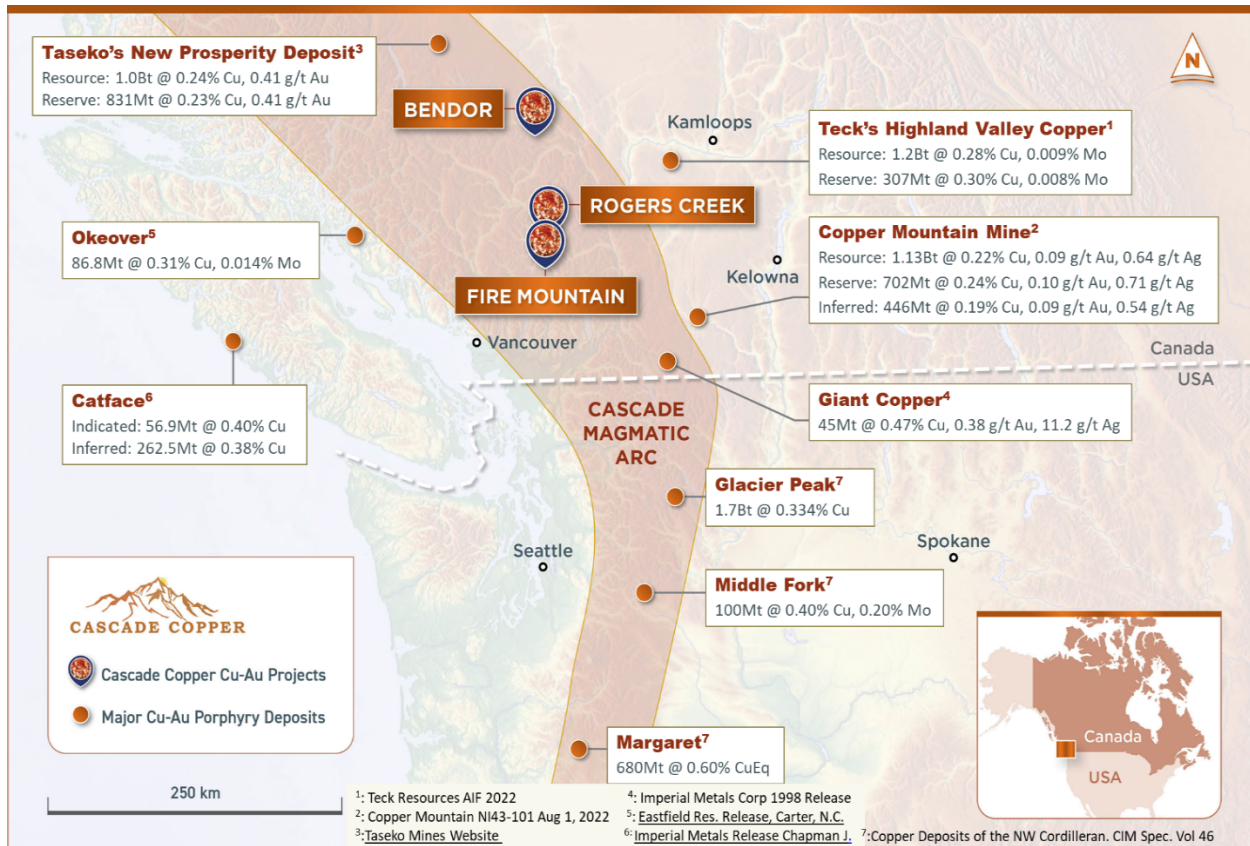 Taseko's New Prosperity Deposit³
Resource: 1.0Bt @ 0.24% Cu, 0.41 g/t Au
Reserve: 831Mt @ 0.23% Cu, 0.41 g/t Au
BENDOR
N
Kamloops
Teck's Highland Valley Copper¹
Resource: 1.2Bt @ 0.28% Cu, 0.009% Mo
Reserve: 307Mt @ 0.30% Cu, 0.008% Mo
ROGERS CREEK
Okeover⁵
86.8Mt @ 0.31% Cu, 0.014% Mo
Copper Mountain Mine²
Resource: 1.13Bt @ 0.22% Cu, 0.09 g/t Au, 0.64 g/t Ag
Reserve: 702Mt @ 0.24% Cu, 0.10 g/t Au, 0.71 g/t Ag
Inferred: 446Mt @ 0.19% Cu, 0.09 g/t Au, 0.54 g/t Ag
Kelowna
FIRE MOUNTAIN
Vancouver
Canada
USA
Catface⁶
Indicated: 56.9Mt @ 0.40% Cu
Inferred: 262.5Mt @ 0.38% Cu
Giant Copper⁴
45Mt @ 0.47% Cu, 0.38 g/t Au, 11.2 g/t Ag
CASCADE
MAGMATIC
ARC
Glacier Peak⁷
1.7Bt @ 0.334% Cu
Seattle
Spokane
Middle Fork⁷
100Mt @ 0.40% Cu, 0.20% Mo
CASCADE COPPER
Cascade Copper Cu-Au Projects
Major Cu-Au Porphyry Deposits
Margaret⁷
680Mt @ 0.60% CuEq
Canada
USA
250 km
¹: Teck Resources AIF 2022
²: Copper Mountain NI43-101 Aug 1, 2022
³:Taseko Mines Website
⁴: Imperial Metals Corp 1998 Release
⁵: Eastfield Res. Release, Carter, N.C.
⁶: Imperial Metals Release Chapman J.
⁷:Copper Deposits of the NW Cordilleran. CIM Spec. Vol 46